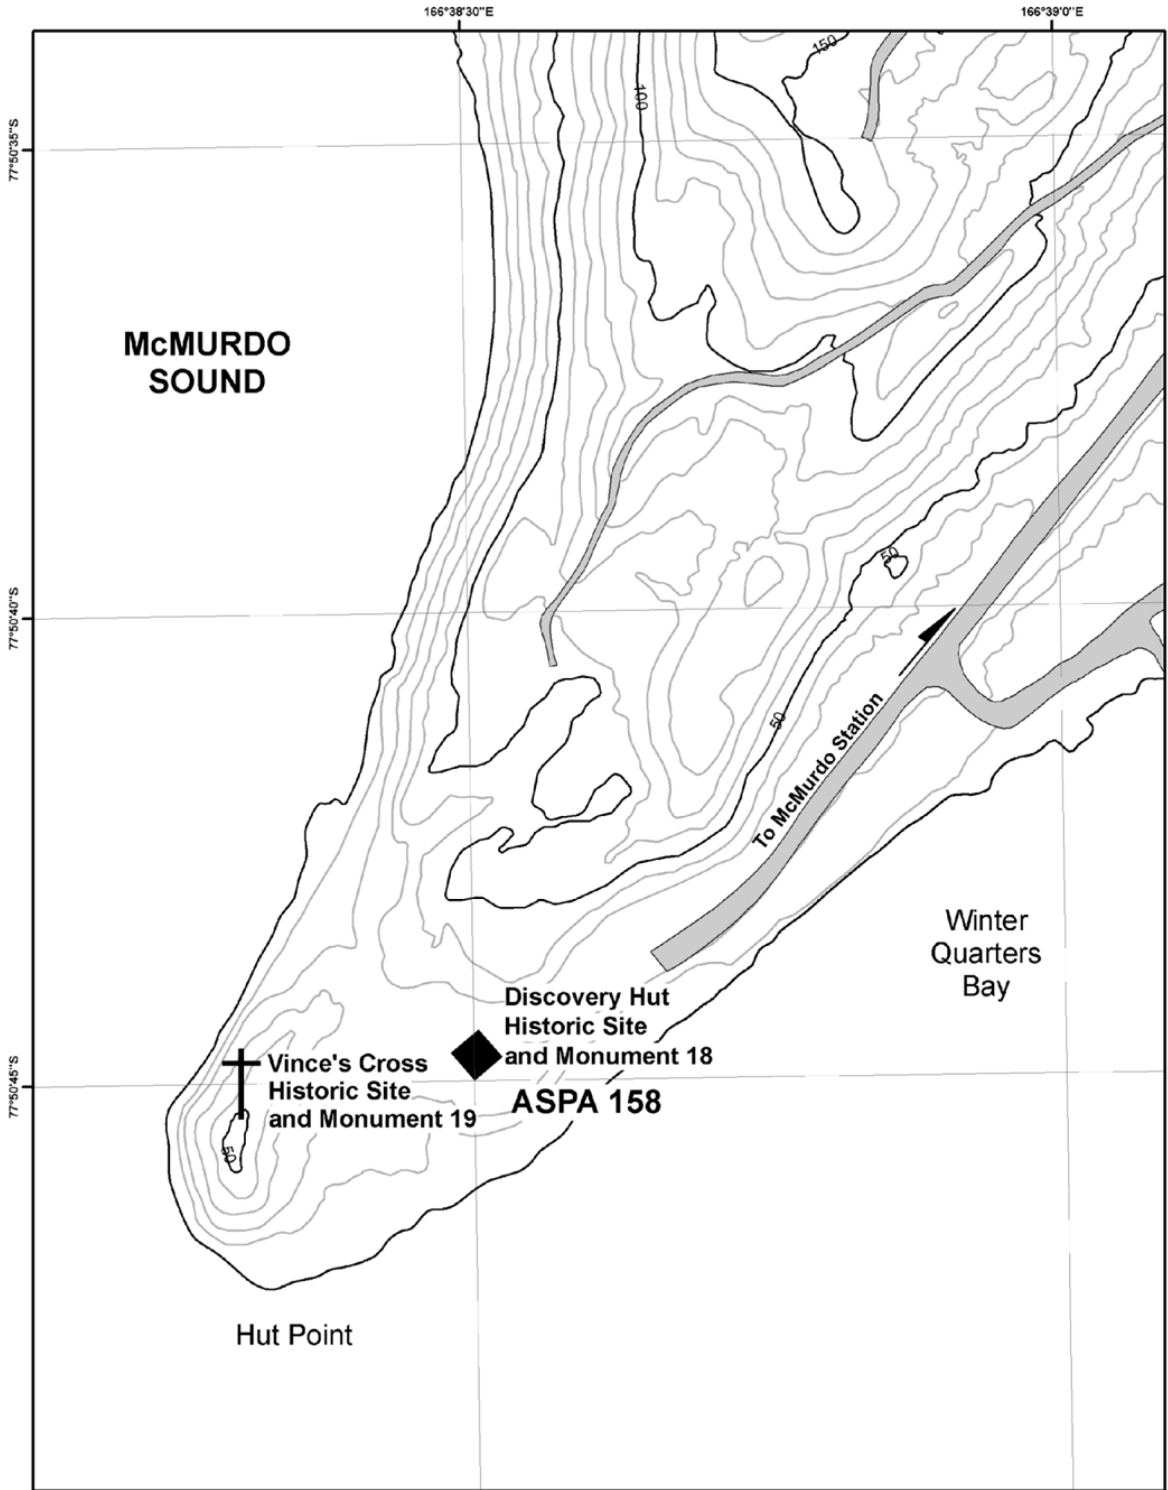 166°38'30"E
166°39'0"E
150
100
77°50'35"S
McMURDO
SOUND
50
77°50'40"S
50
To McMurdo Station
Winter
Quarters
Bay
Discovery Hut
Historic Site
and Monument 18
Vince's Cross
Historic Site
and Monument 19
ASPA 158
77°50'45"S
50
Hut Point